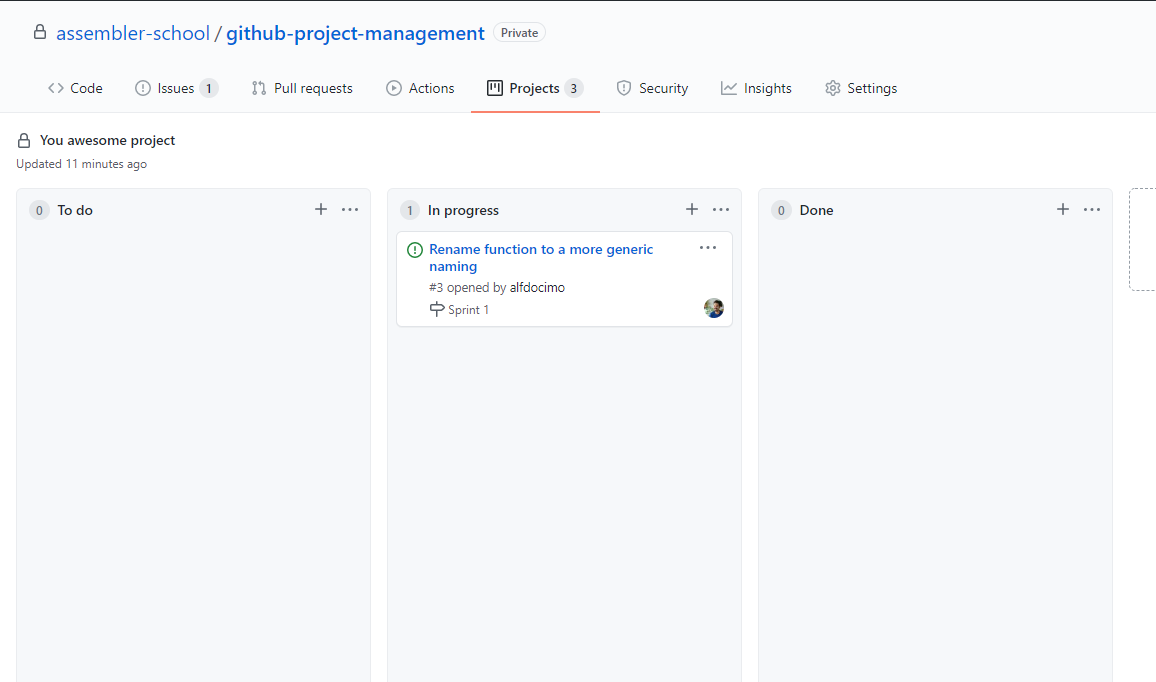 assembler-school / github-project-management Private
Code Issues 1 Pull requests Actions Projects 3 Security Insights Settings
You awesome project
Updated 11 minutes ago
0 To do
1 In progress
Rename function to a more generic
naming
#3 opened by alfdocimo
Sprint 1
0 Done